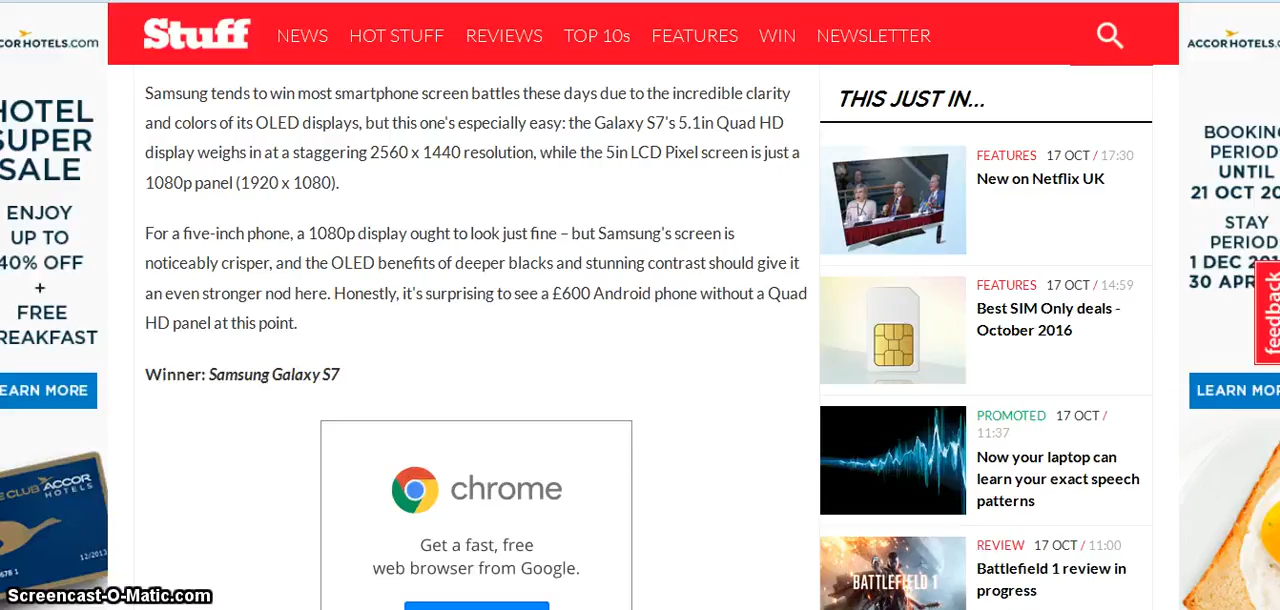 Stuff
NEWS
HOT STUFF
REVIEWS
TOP 10s
FEATURES
WIN
NEWSLETTER
CORHOTELS.com
HOTEL
SUPER
SALE
ENJOY
UP TO
40% OFF
+
FREE
REAKFAST
EARN MORE
CLUB ACCOR
HOTELS
12/2013
678 1
Samsung tends to win most smartphone screen battles these days due to the incredible clarity
and colors of its OLED displays, but this one's especially easy: the Galaxy S7's 5.1in Quad HD
display weighs in at a staggering 2560 x 1440 resolution, while the 5in LCD Pixel screen is just a
1080p panel (1920 x 1080).
For a five-inch phone, a 1080p display ought to look just fine – but Samsung's screen is
noticeably crisper, and the OLED benefits of deeper blacks and stunning contrast should give it
an even stronger nod here. Honestly, it's surprising to see a £600 Android phone without a Quad
HD panel at this point.
Winner: Samsung Galaxy S7
chrome
Get a fast, free
web browser from Google.
THIS JUST IN...
FEATURES 17 OCT / 17:30
New on Netflix UK
FEATURES 17 OCT / 14:59
Best SIM Only deals -
October 2016
PROMOTED 17 OCT /
11:37
Now your laptop can
learn your exact speech
patterns
REVIEW 17 OCT / 11:00
Battlefield 1 review in
progress
BATTLEFIELD 1
ACCORHOTELS.c
BOOKIN
PERIOD
UNTIL
21 OCT 20
STAY
PERIOD
1 DEC 201
30 APR
feedback
LEARN MOR
Screencast-O-Matic.com